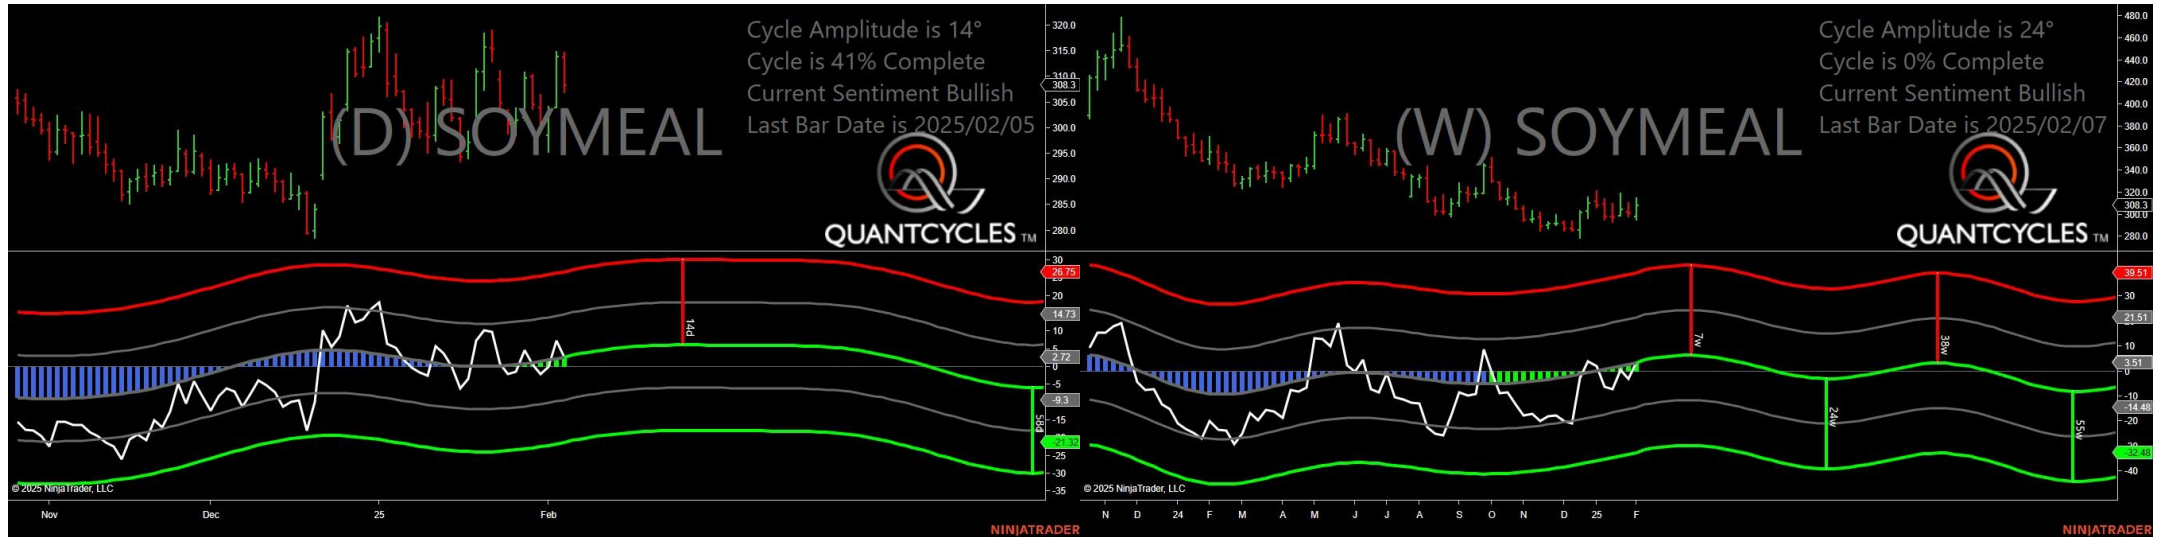 Cycle Amplitude is 14°
Cycle is 41% Complete
Current Sentiment Bullish
Last Bar Date is 2025/02/05
(D) SOYMEAL
QUANTCYCLES TM
320.0
315.0
310.0
308.3
305.0
300.0
295.0
290.0
285.0
280.0
30
26.75
20
14.73
10
5
2.72
0
-5
-9.3
-15
-21.32
-25
-30
-35
14d
58d
© 2025 NinjaTrader, LLC
Nov
Dec
25
Feb
NINJATRADER
Cycle Amplitude is 24°
Cycle is 0% Complete
Current Sentiment Bullish
Last Bar Date is 2025/02/07
(W) SOYMEAL
QUANTCYCLES TM
480.0
460.0
440.0
420.0
400.0
380.0
360.0
340.0
320.0
308.3
300.0
280.0
39.51
30
21.51
10
3.51
0
-10
-14.48
-20
-32.48
-40
7w
24w
38w
55w
© 2025 NinjaTrader, LLC
N D 24 F M A M J J A S O N D 25 F
NINJATRADER